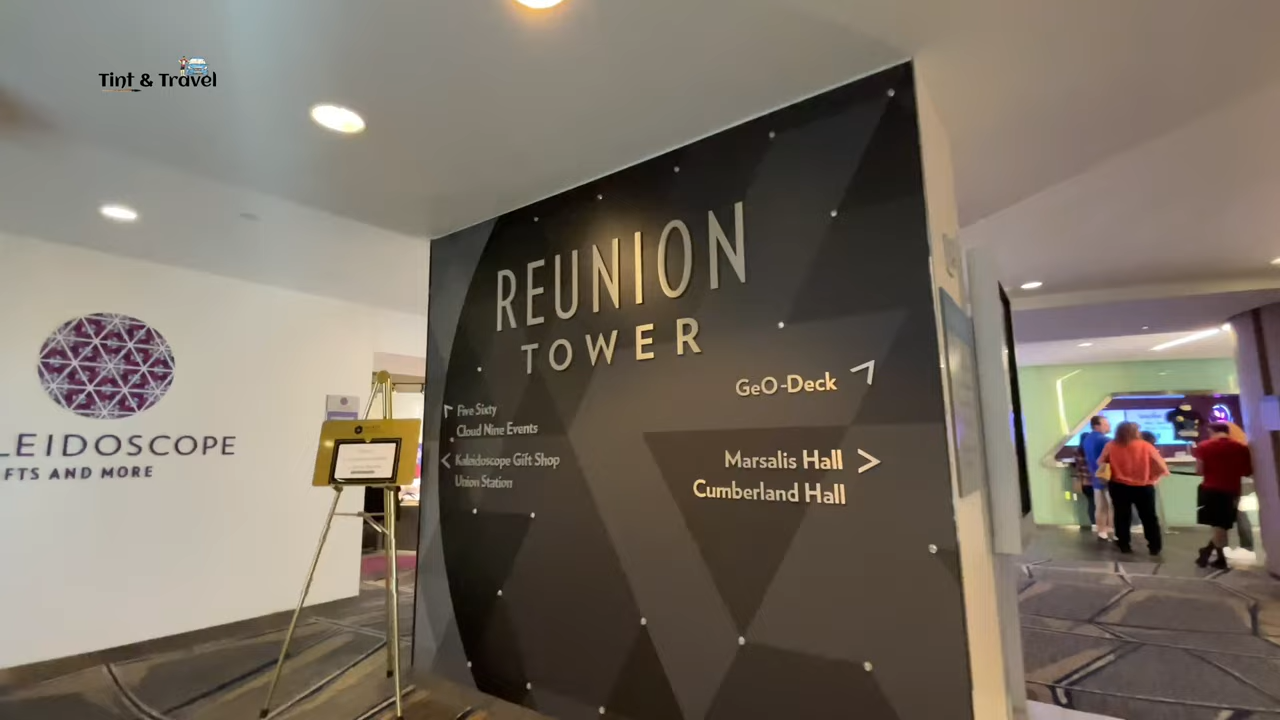 Tint & Travel
LEIDOSCOPE
FTS AND MORE
REUNION
TOWER
Five Sixty
Cloud Nine Events
Kaleidoscope Gift Shop
Union Station
GeO-Deck
Marsalis Hall
Cumberland Hall